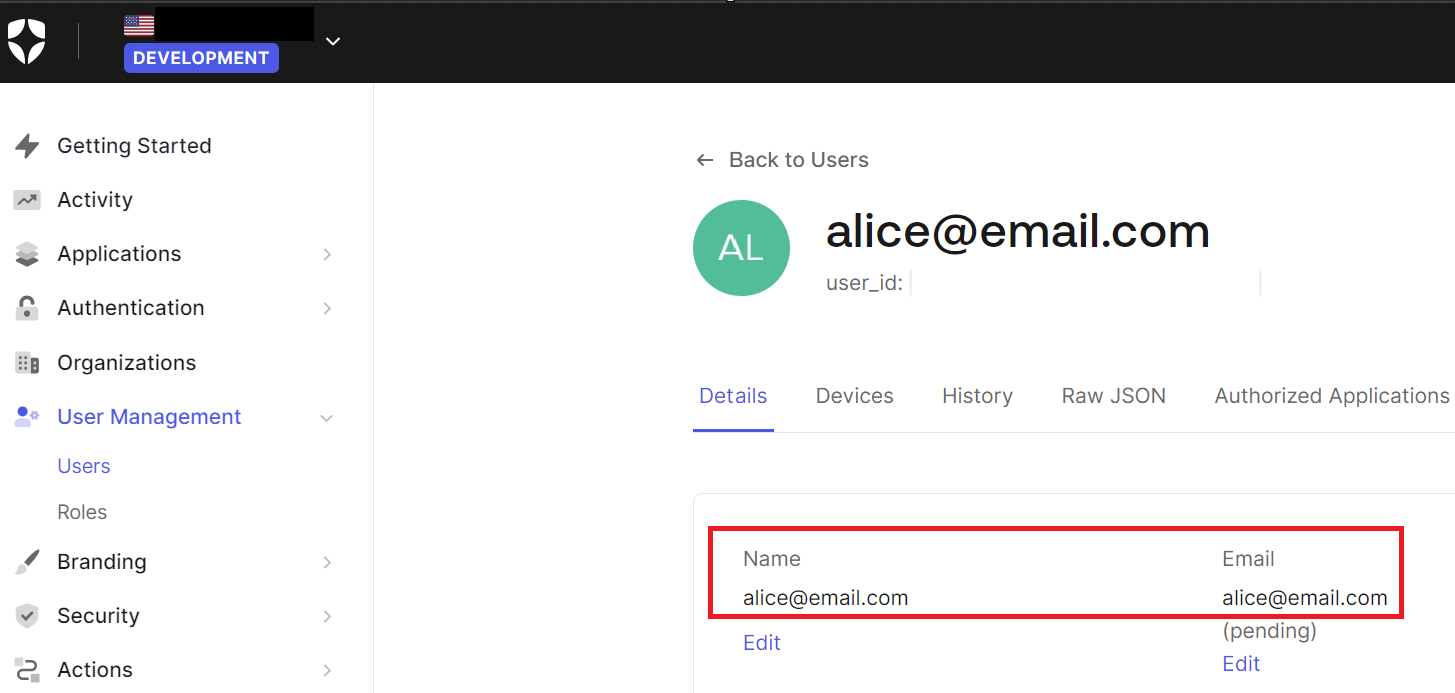 DEVELOPMENT
Getting Started
Activity
Applications
Authentication
Organizations
User Management
Users
Roles
Branding
Security
Actions
← Back to Users
AL
alice@email.com
user_id:
Details Devices History Raw JSON Authorized Applications
Name Email
alice@email.com alice@email.com
(pending)
Edit
Edit